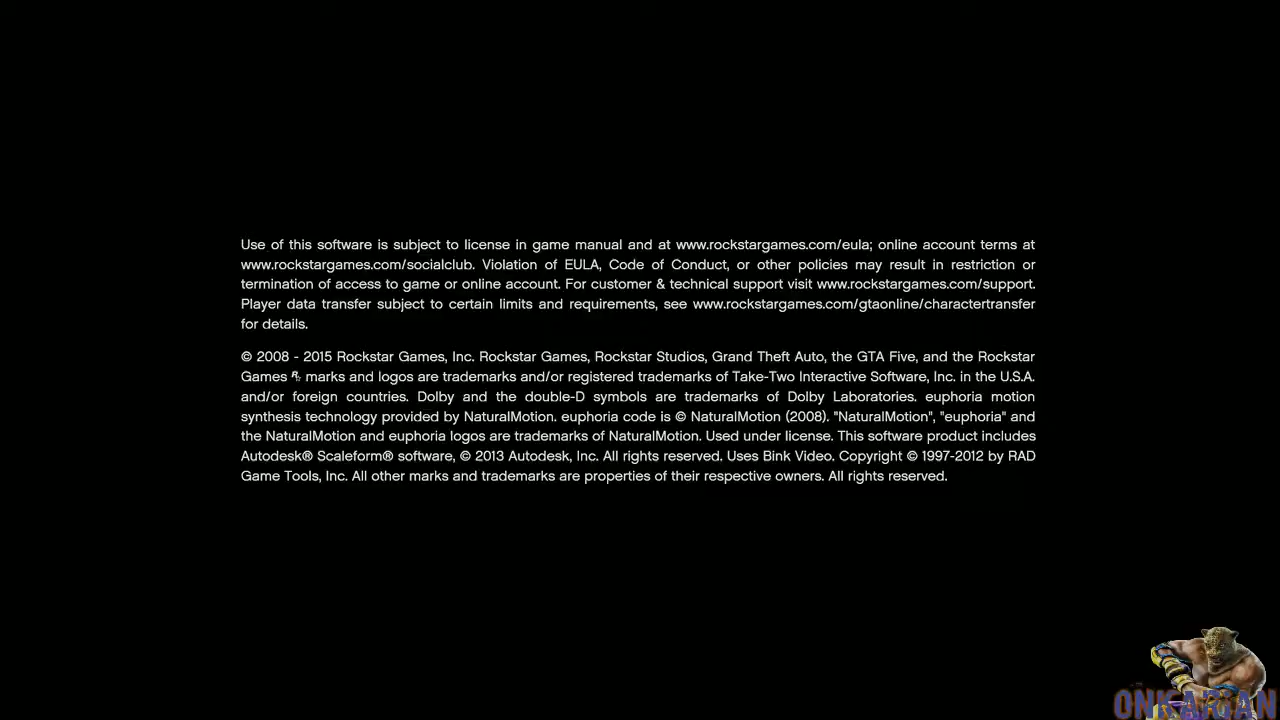 Use of this software is subject to license in game manual and at www.rockstargames.com/eula; online account terms at
www.rockstargames.com/socialclub. Violation of EULA, Code of Conduct, or other policies may result in restriction or
termination of access to game or online account. For customer & technical support visit www.rockstargames.com/support.
Player data transfer subject to certain limits and requirements, see www.rockstargames.com/gtaonline/charactertransfer
for details.
© 2008 - 2015 Rockstar Games, Inc. Rockstar Games, Rockstar Studios, Grand Theft Auto, the GTA Five, and the Rockstar
Games R* marks and logos are trademarks and/or registered trademarks of Take-Two Interactive Software, Inc. in the U.S.A.
and/or foreign countries. Dolby and the double-D symbols are trademarks of Dolby Laboratories. euphoria motion
synthesis technology provided by NaturalMotion. euphoria code is © NaturalMotion (2008). "NaturalMotion", "euphoria" and
the NaturalMotion and euphoria logos are trademarks of NaturalMotion. Used under license. This software product includes
Autodesk® Scaleform® software, © 2013 Autodesk, Inc. All rights reserved. Uses Bink Video. Copyright © 1997-2012 by RAD
Game Tools, Inc. All other marks and trademarks are properties of their respective owners. All rights reserved.
ONKARIAN